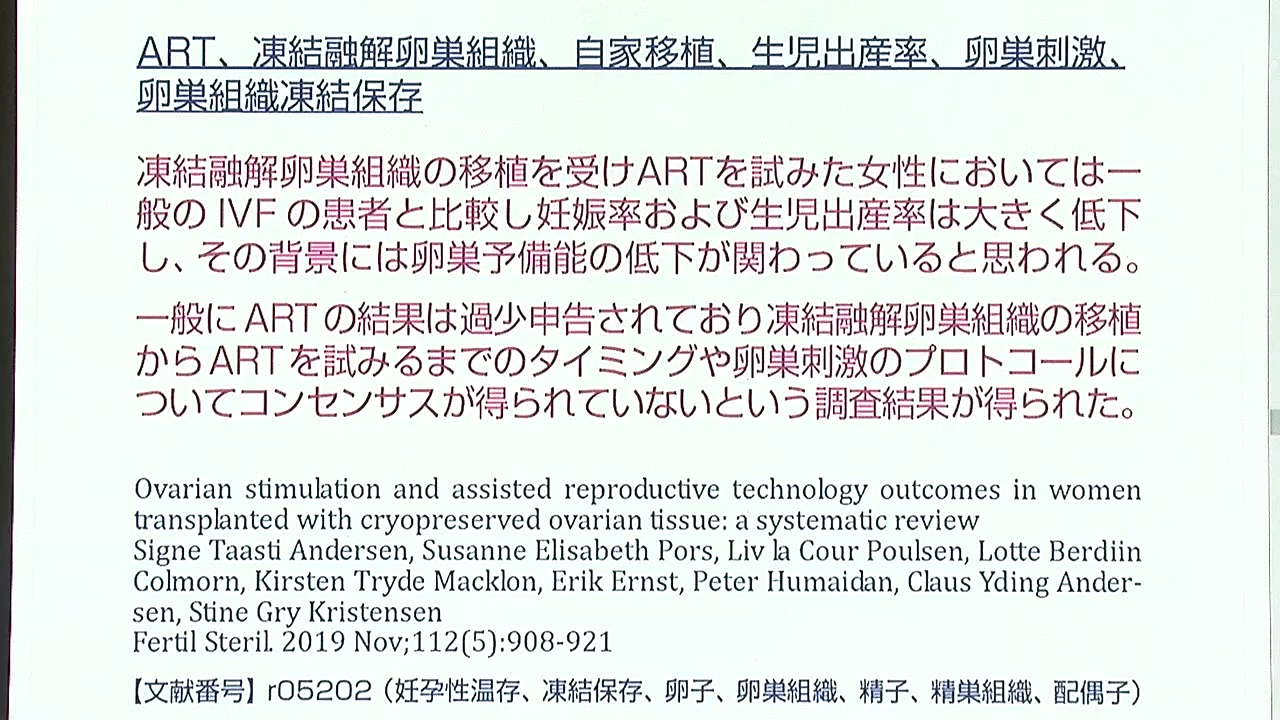 ART、凍結融解卵巣組織、自家移植、生児出産率、卵巣刺激、
卵巣組織凍結保存
凍結融解卵巣組織の移植を受けARTを試みた女性においては一
般の IVF の患者と比較し妊娠率および生児出産率は大きく低下
し、その背景には卵巣予備能の低下が関わっていると思われる。
一般に ART の結果は過少申告されており凍結融解卵巣組織の移植
から ART を試みるまでのタイミングや卵巣刺激のプロトコールに
ついてコンセンサスが得られていないという調査結果が得られた。
Ovarian stimulation and assisted reproductive technology outcomes in women
transplanted with cryopreserved ovarian tissue: a systematic review
Signe Taasti Andersen, Susanne Elisabeth Pors, Liv la Cour Poulsen, Lotte Berdiin
Colmorn, Kirsten Tryde Macklon, Erik Ernst, Peter Humaidan, Claus Yding Ander-
sen, Stine Gry Kristensen
Fertil Steril. 2019 Nov;112(5):908-921
【文献番号】r05202（妊孕性温存、凍結保存、卵子、卵巣組織、精子、精巣組織、配偶子）